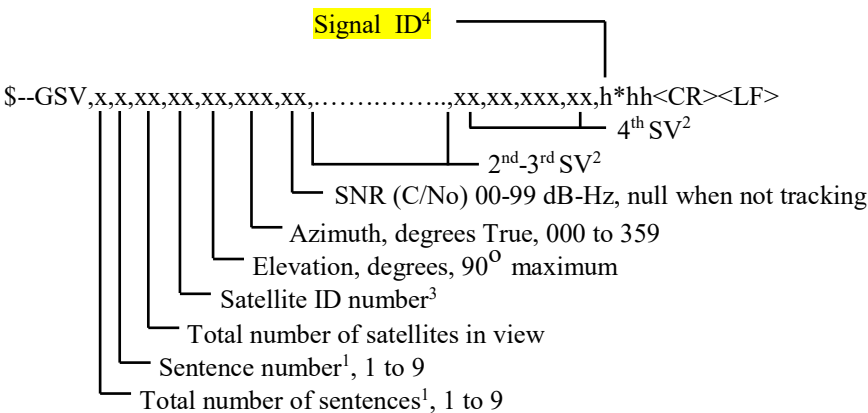 Signal ID⁴
$--GSV,x,x,xx,xx,xx,xxx,xx,…….……..,xx,xx,xxx,xx,h*hh<CR><LF>
4th SV²
2nd-3rd SV²
SNR (C/No) 00-99 dB-Hz, null when not tracking
Azimuth, degrees True, 000 to 359
Elevation, degrees, 90° maximum
Satellite ID number³
Total number of satellites in view
Sentence number¹, 1 to 9
Total number of sentences¹, 1 to 9